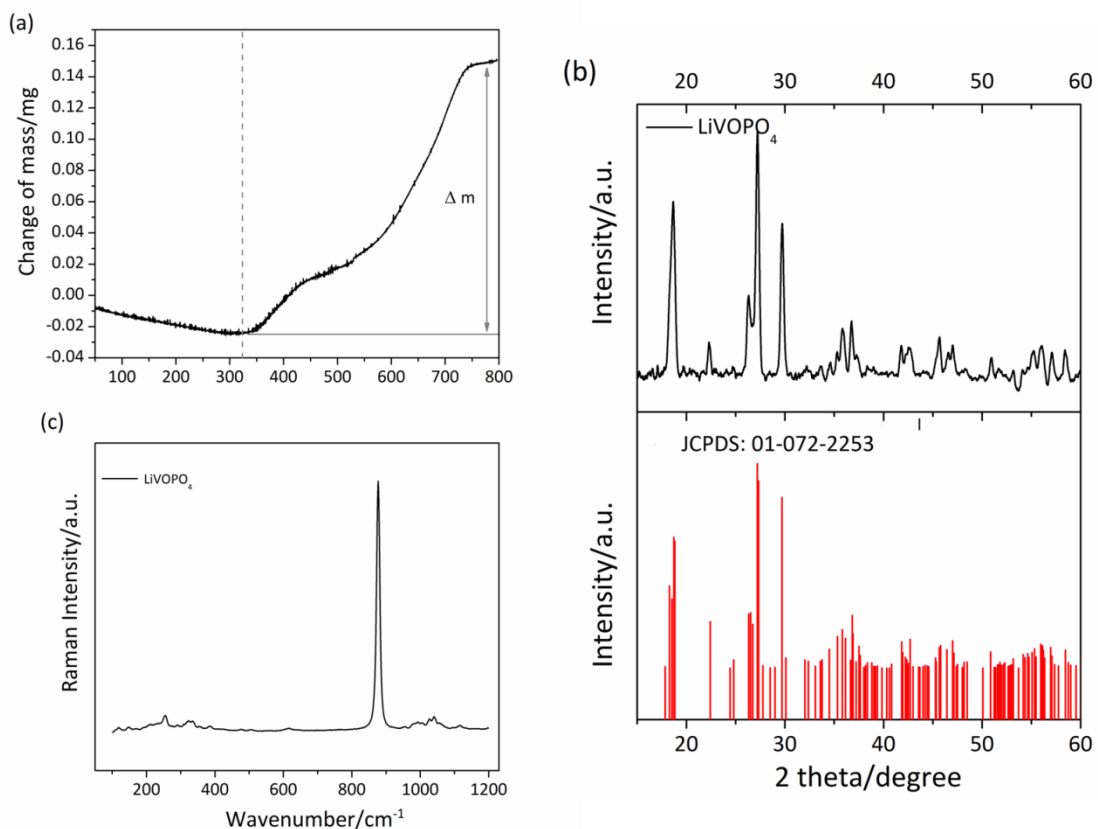 (a)
0.16
0.14
0.12
0.10
0.08
0.06
0.04
0.02
0.00
-0.02
-0.04
Change of mass/mg
Δ m
100 200 300 400 500 600 700 800
(b)
20 30 40 50 60
LiVOPO4
Intensity/a.u.
JCPDS: 01-072-2253
Intensity/a.u.
20 30 40 50 60
2 theta/degree
(c)
LiVOPO4
Raman Intensity/a.u.
200 400 600 800 1000 1200
Wavenumber/cm-1